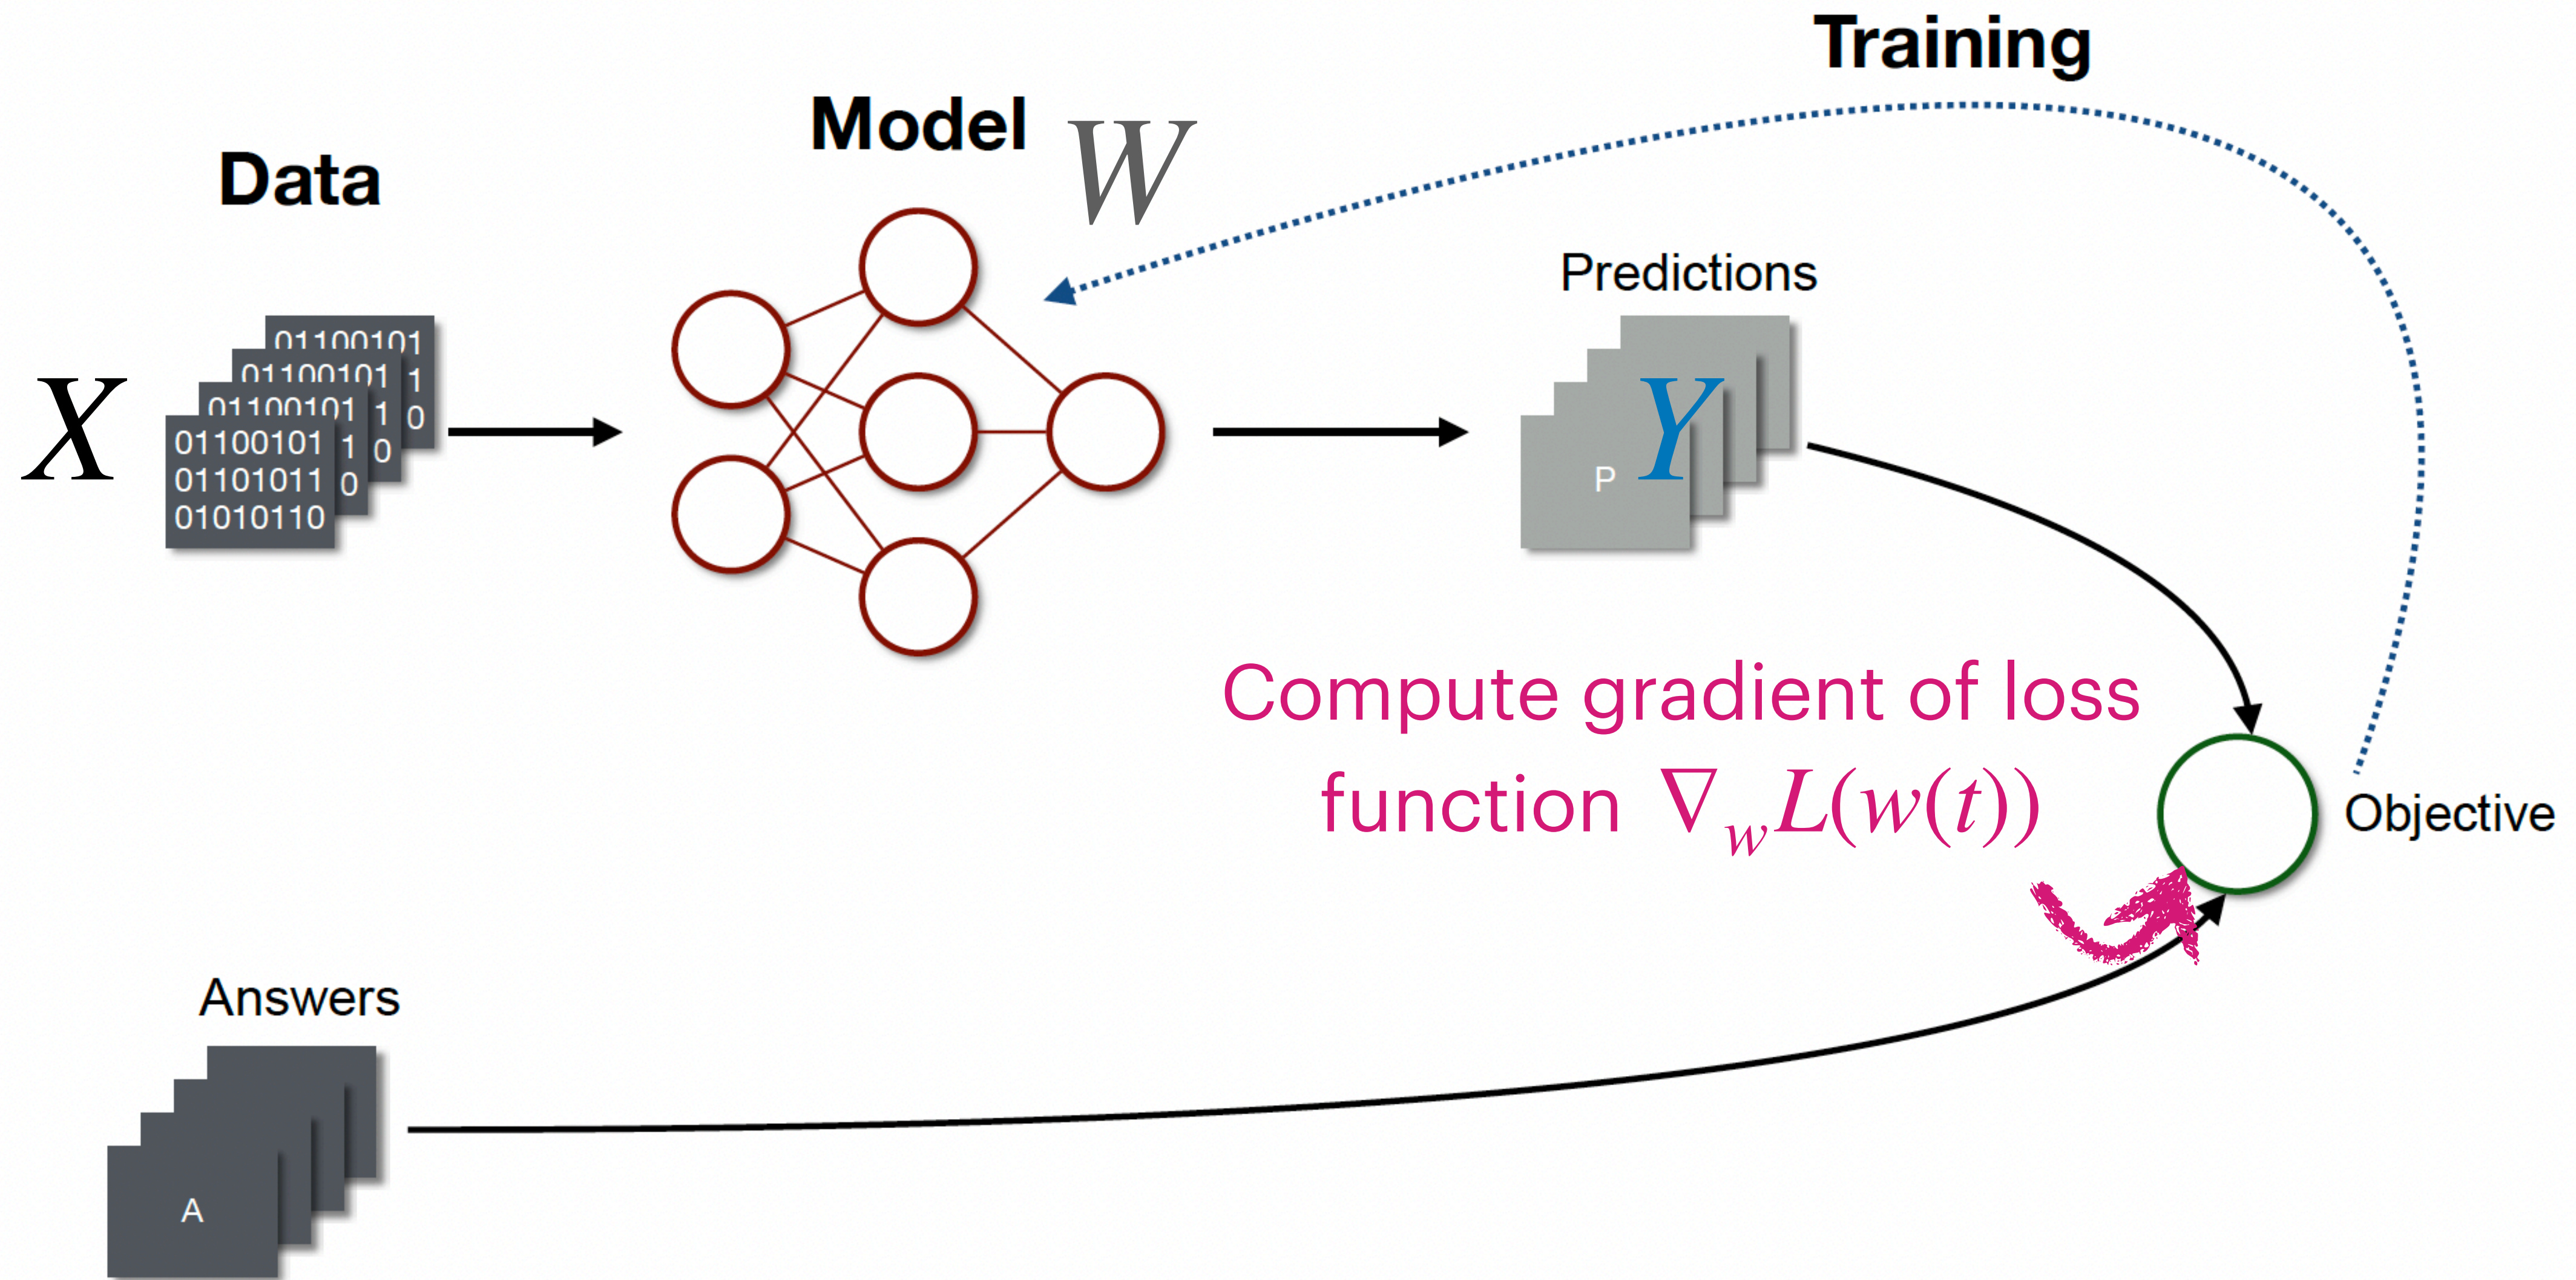 Training
Model W
Data
Predictions
X
01100101
01100101 1
01100101 1 0
01100101 1 0
01101011 0
01010110
P Y
Compute gradient of loss
function ∇wL(w(t))
Objective
Answers
A